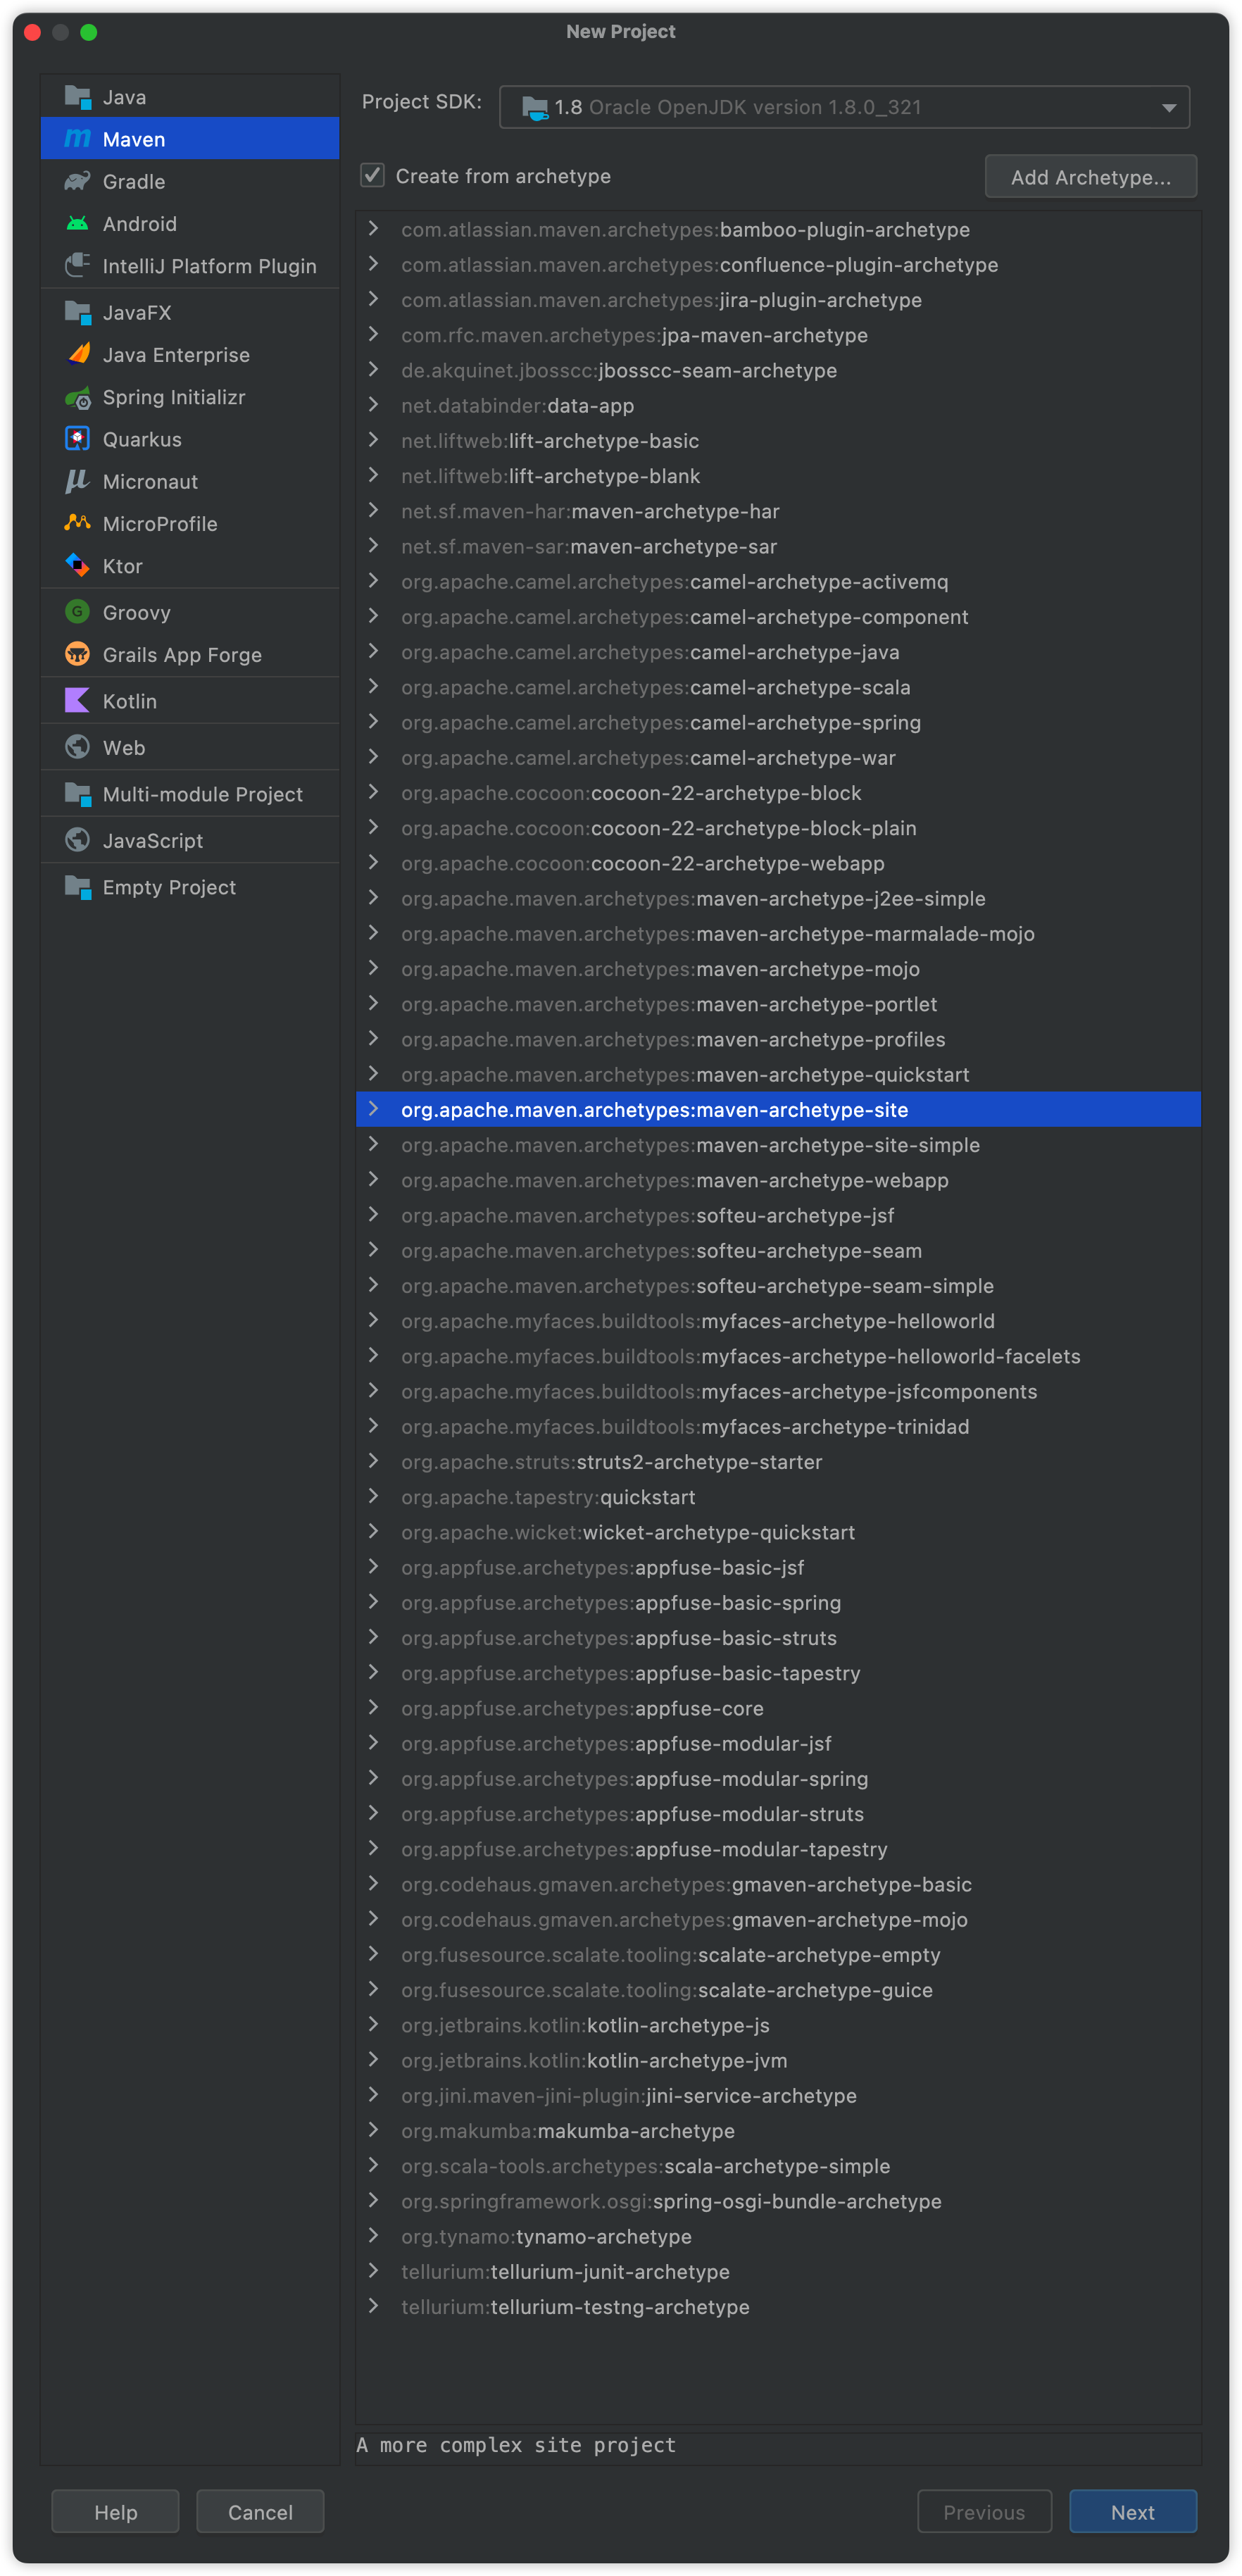 New Project
Java
Maven
Gradle
Android
IntelliJ Platform Plugin
JavaFX
Java Enterprise
Spring Initializr
Quarkus
Micronaut
MicroProfile
Ktor
Groovy
Grails App Forge
Kotlin
Web
Multi-module Project
JavaScript
Empty Project
Project SDK: 1.8 Oracle OpenJDK version 1.8.0_321
Create from archetype
Add Archetype...
com.atlassian.maven.archetypes:bamboo-plugin-archetype
com.atlassian.maven.archetypes:confluence-plugin-archetype
com.atlassian.maven.archetypes:jira-plugin-archetype
com.rfc.maven.archetypes:jpa-maven-archetype
de.akquinet.jbosscc:jbosscc-seam-archetype
net.databinder:data-app
net.liftweb:lift-archetype-basic
net.liftweb:lift-archetype-blank
net.sf.maven-har:maven-archetype-har
net.sf.maven-sar:maven-archetype-sar
org.apache.camel.archetypes:camel-archetype-activemq
org.apache.camel.archetypes:camel-archetype-component
org.apache.camel.archetypes:camel-archetype-java
org.apache.camel.archetypes:camel-archetype-scala
org.apache.camel.archetypes:camel-archetype-spring
org.apache.camel.archetypes:camel-archetype-war
org.apache.cocoon:cocoon-22-archetype-block
org.apache.cocoon:cocoon-22-archetype-block-plain
org.apache.cocoon:cocoon-22-archetype-webapp
org.apache.maven.archetypes:maven-archetype-j2ee-simple
org.apache.maven.archetypes:maven-archetype-marmalade-mojo
org.apache.maven.archetypes:maven-archetype-mojo
org.apache.maven.archetypes:maven-archetype-portlet
org.apache.maven.archetypes:maven-archetype-profiles
org.apache.maven.archetypes:maven-archetype-quickstart
org.apache.maven.archetypes:maven-archetype-site
org.apache.maven.archetypes:maven-archetype-site-simple
org.apache.maven.archetypes:maven-archetype-webapp
org.apache.maven.archetypes:softeu-archetype-jsf
org.apache.maven.archetypes:softeu-archetype-seam
org.apache.maven.archetypes:softeu-archetype-seam-simple
org.apache.myfaces.buildtools:myfaces-archetype-helloworld
org.apache.myfaces.buildtools:myfaces-archetype-helloworld-facelets
org.apache.myfaces.buildtools:myfaces-archetype-jsfcomponents
org.apache.myfaces.buildtools:myfaces-archetype-trinidad
org.apache.struts:struts2-archetype-starter
org.apache.tapestry:quickstart
org.apache.wicket:wicket-archetype-quickstart
org.appfuse.archetypes:appfuse-basic-jsf
org.appfuse.archetypes:appfuse-basic-spring
org.appfuse.archetypes:appfuse-basic-struts
org.appfuse.archetypes:appfuse-basic-tapestry
org.appfuse.archetypes:appfuse-core
org.appfuse.archetypes:appfuse-modular-jsf
org.appfuse.archetypes:appfuse-modular-spring
org.appfuse.archetypes:appfuse-modular-struts
org.appfuse.archetypes:appfuse-modular-tapestry
org.codehaus.gmaven.archetypes:gmaven-archetype-basic
org.codehaus.gmaven.archetypes:gmaven-archetype-mojo
org.fusesource.scalate.tooling:scalate-archetype-empty
org.fusesource.scalate.tooling:scalate-archetype-guice
org.jetbrains.kotlin:kotlin-archetype-js
org.jetbrains.kotlin:kotlin-archetype-jvm
org.jini.maven-jini-plugin:jini-service-archetype
org.makumba:makumba-archetype
org.scala-tools.archetypes:scala-archetype-simple
org.springframework.osgi:spring-osgi-bundle-archetype
org.tynamo:tynamo-archetype
tellurium:tellurium-junit-archetype
tellurium:tellurium-testng-archetype
A more complex site project
Help
Cancel
Previous
Next